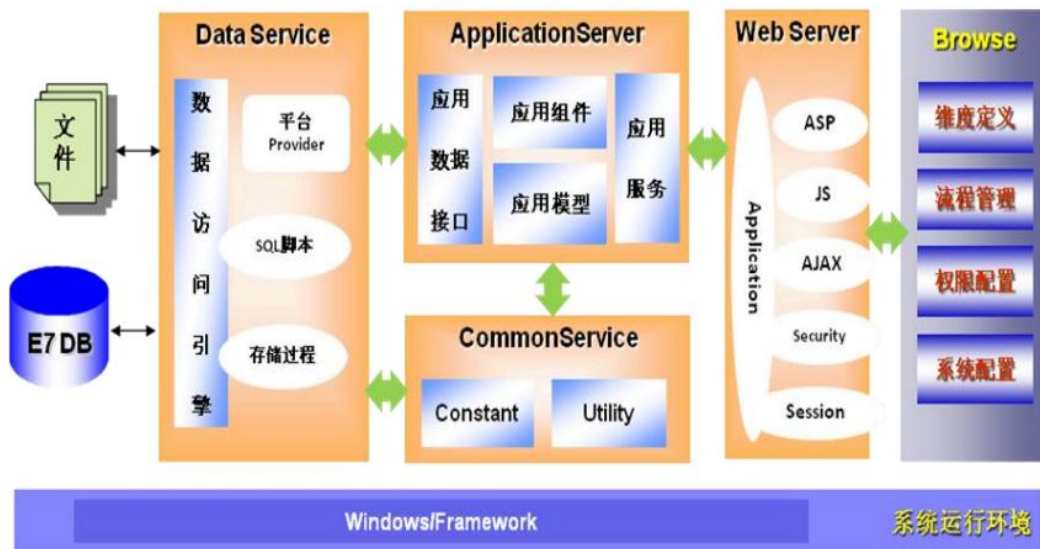 文件
E7 DB
Data Service
数据访问引擎
平台
Provider
SQL脚本
存储过程
ApplicationServer
应用数据接口
应用组件
应用模型
应用服务
CommonService
Constant
Utility
Web Server
Application
ASP
JS
AJAX
Security
Session
Browse
维度定义
流程管理
权限配置
系统配置
Windows/Framework
系统运行环境